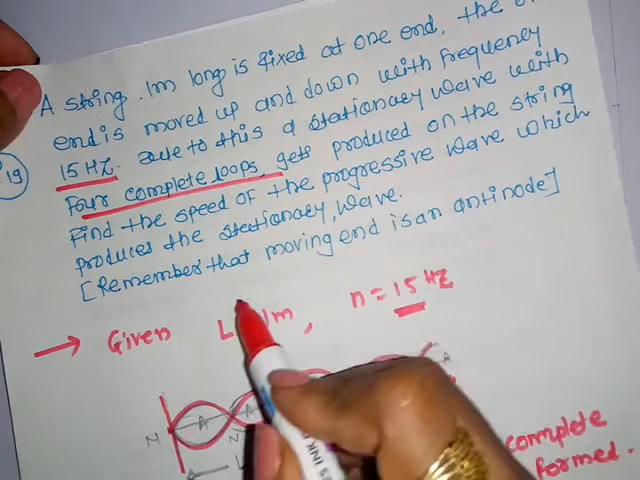 A string 1m long is fixed at one end, the
end is moved up and down with frequency
15 HZ. Due to this a stationary wave with
19
Four complete loops, gets produced on the string
Find the speed of the progressive wave which
produces the stationary, wave.
[Remember that moving end is an antinode]
→ Given L 1m, n = 15 HZ
A
N A N A
L
complete
formed.